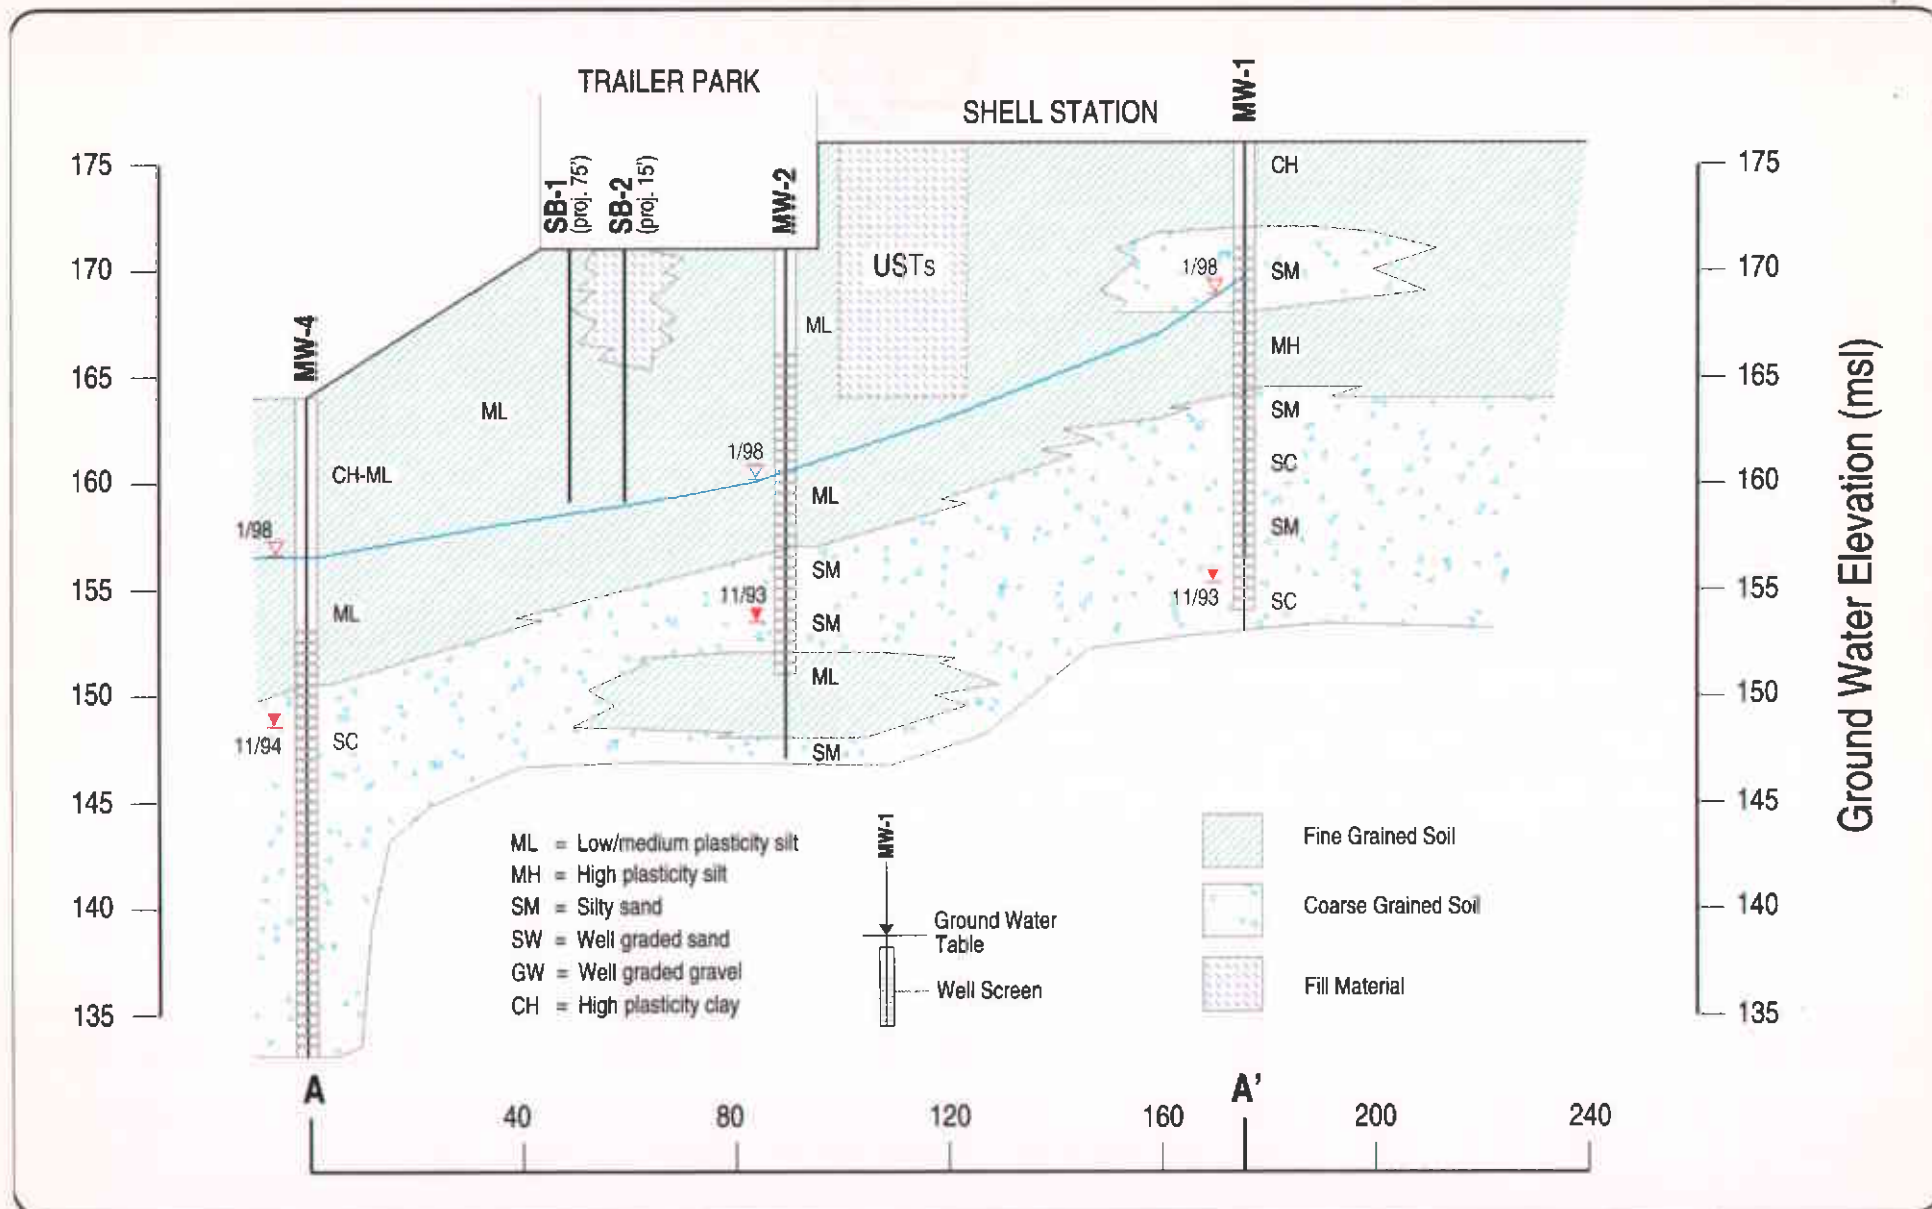 TRAILER PARK
SHELL STATION
MW-1
SB-1
(proj. 75')
SB-2
(proj. 15')
MW-2
MW-4
175
170
165
160
155
150
145
140
135
175
170
165
160
155
150
145
140
135
Ground Water Elevation (msl)
USTs
CH
SM
MH
SM
SC
SM
SC
1/98
11/93
ML
ML
SM
SM
ML
SM
1/98
11/93
ML
CH-ML
ML
SC
1/98
11/94
ML = Low/medium plasticity silt
MH = High plasticity silt
SM = Silty sand
SW = Well graded sand
GW = Well graded gravel
CH = High plasticity clay
MW-1
Ground Water
Table
Well Screen
Fine Grained Soil
Coarse Grained Soil
Fill Material
A
A'
40
80
120
160
200
240